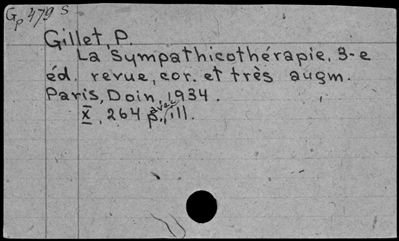 Gp 479 s
Gillet, P.
La Sympathicothérapie. 3-e
éd. revue, cor. et très augm.
Paris, Doin, 1934.
X, 264 p. avec ill.